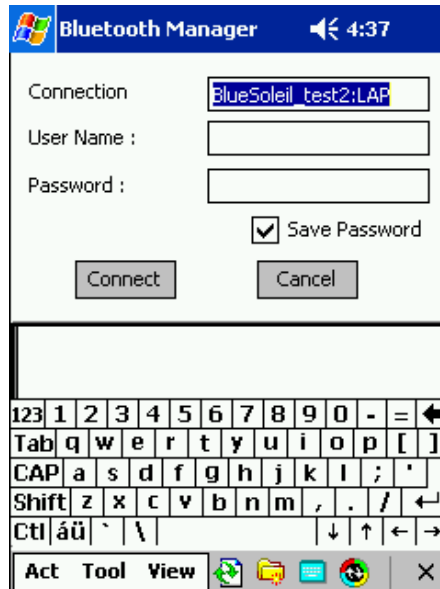 Bluetooth Manager 4:37
Connection BlueSoleil_test2:LAP
User Name :
Password :
Save Password
Connect Cancel
123 1 2 3 4 5 6 7 8 9 0 - = 
Tab q w e r t y u i o p [ ]
CAP a s d f g h j k l ; '
Shift z x c v b n m , . / ↵
Ctl áü ` \ ↓ ↑ ← →
Act Tool View